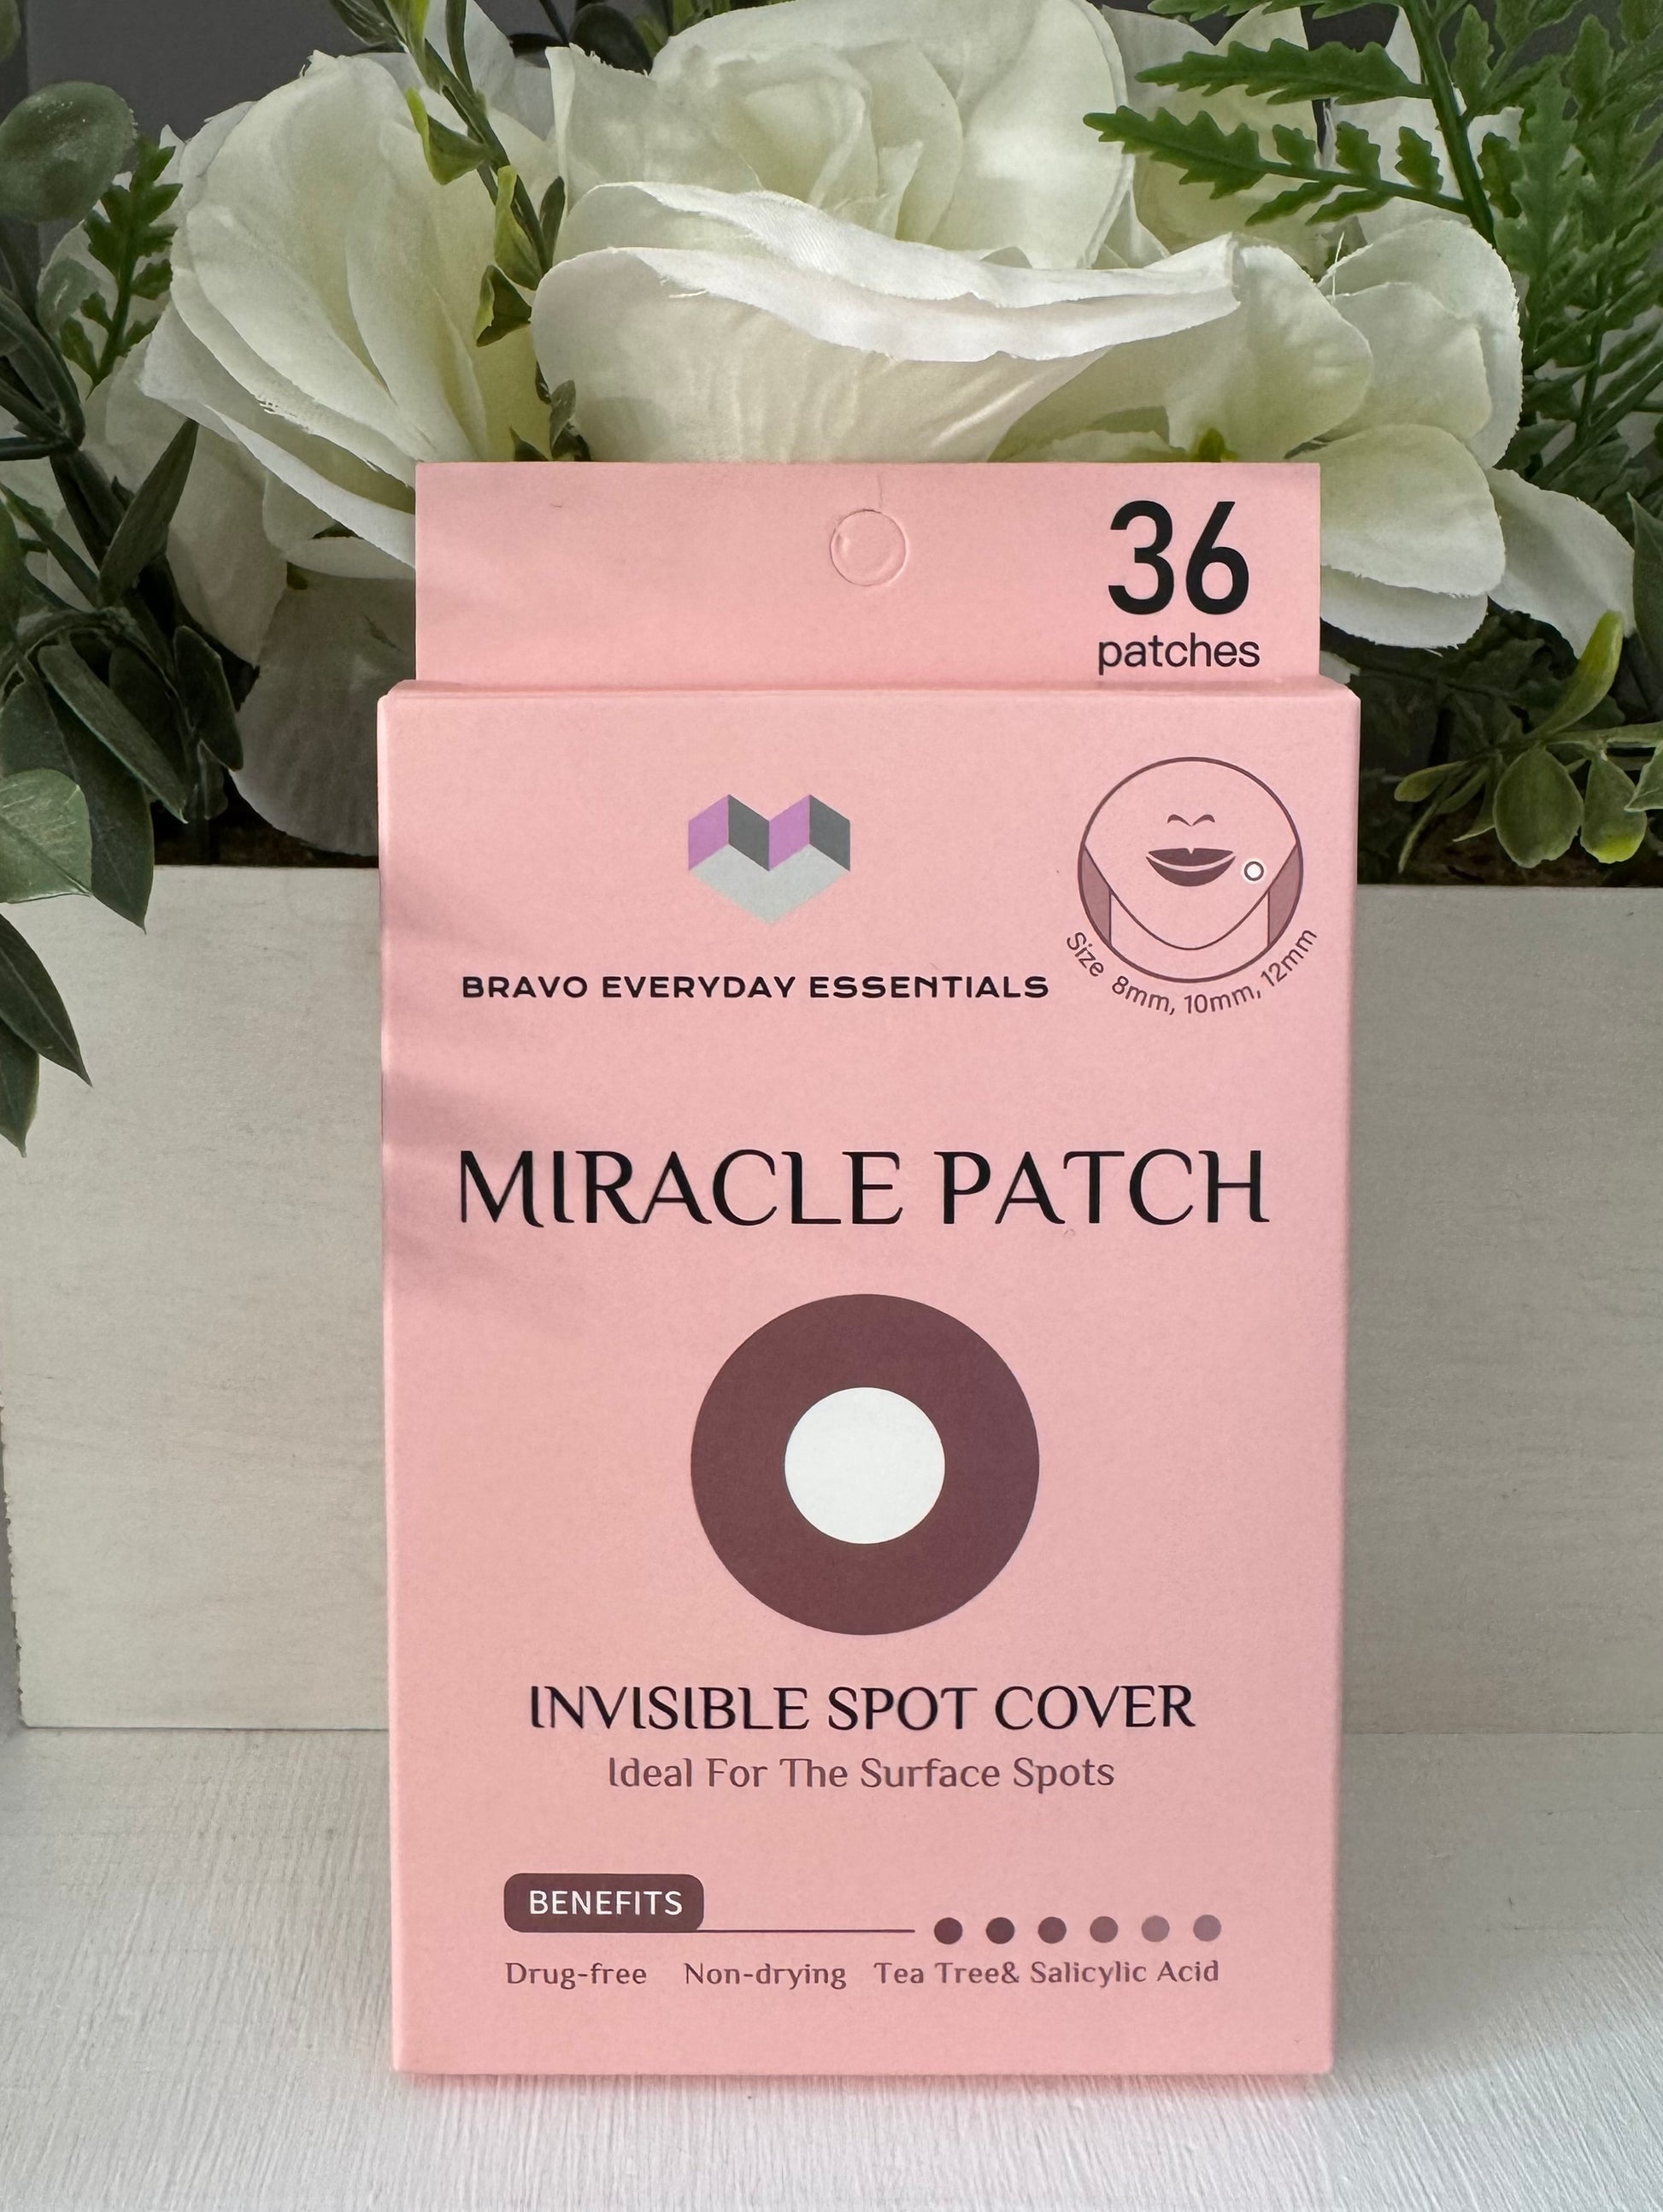 36
patches
BRAVO EVERYDAY ESSENTIALS
Size 8mm, 10mm, 12mm
MIRACLE PATCH
INVISIBLE SPOT COVER
Ideal For The Surface Spots
BENEFITS
Drug-free Non-drying Tea Tree& Salicylic Acid